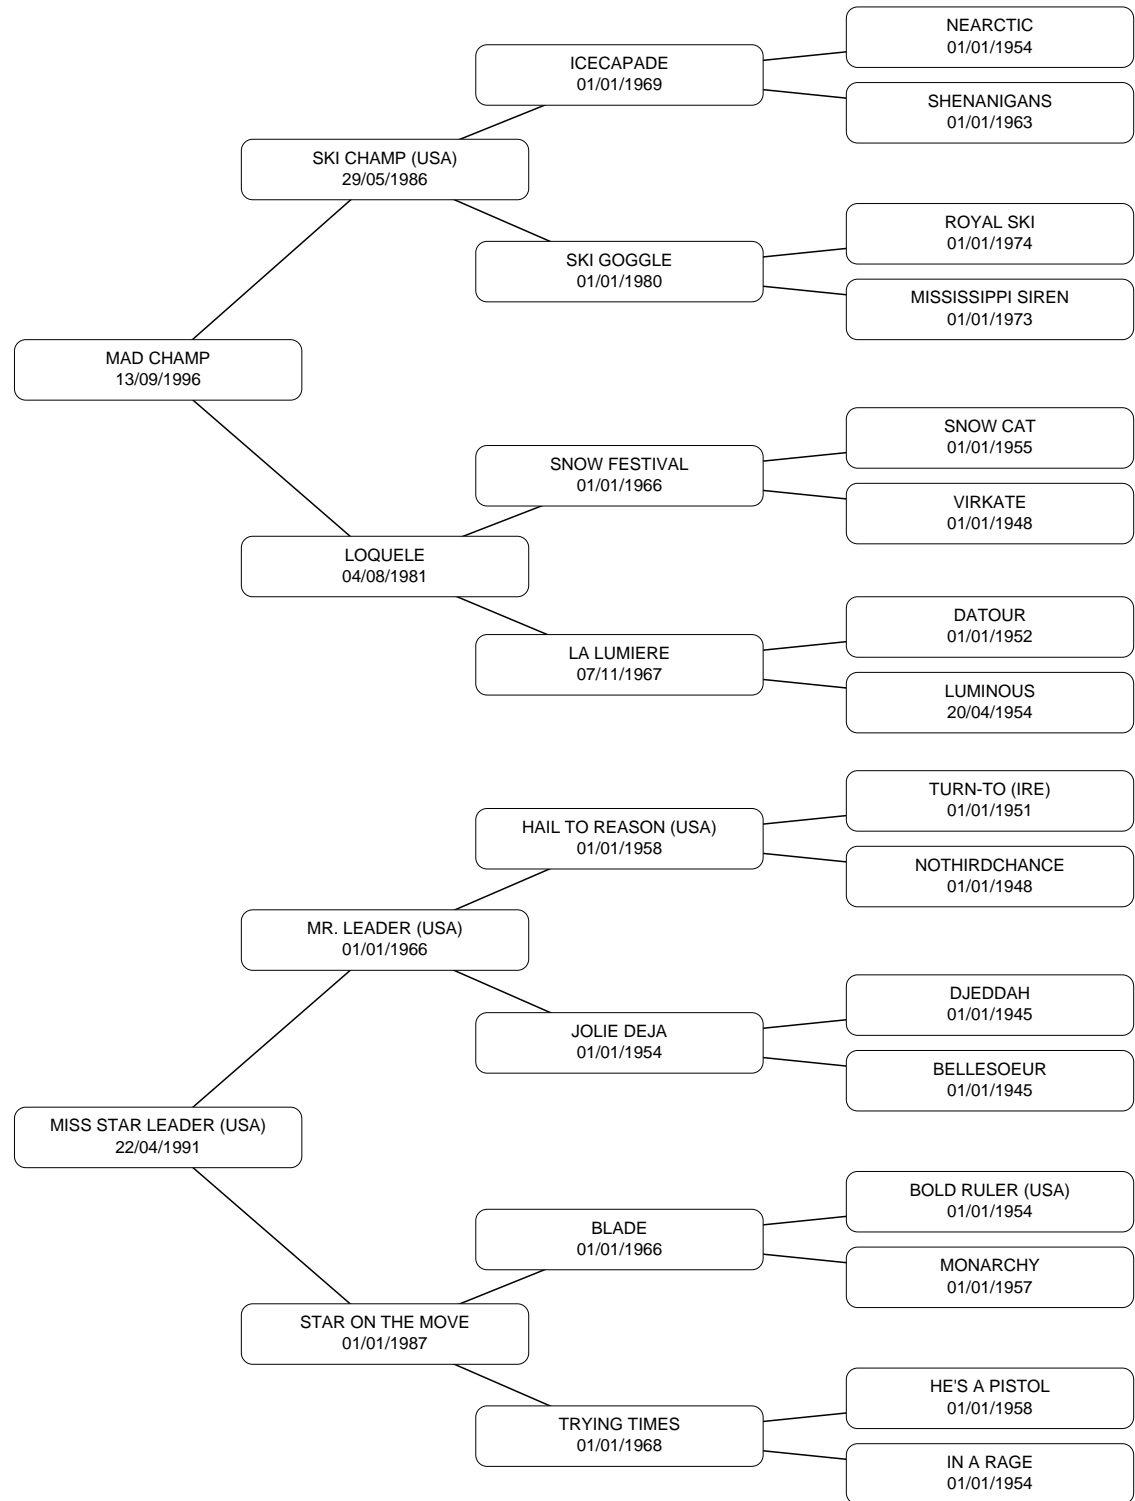 NEARCTIC
01/01/1954
ICECAPADE
01/01/1969
SHENANIGANS
01/01/1963
SKI CHAMP (USA)
29/05/1986
ROYAL SKI
01/01/1974
SKI GOGGLE
01/01/1980
MISSISSIPPI SIREN
01/01/1973
MAD CHAMP
13/09/1996
SNOW CAT
01/01/1955
SNOW FESTIVAL
01/01/1966
VIRKATE
01/01/1948
LOQUELE
04/08/1981
DATOUR
01/01/1952
LA LUMIERE
07/11/1967
LUMINOUS
20/04/1954
TURN-TO (IRE)
01/01/1951
HAIL TO REASON (USA)
01/01/1958
NOTHIRDCHANCE
01/01/1948
MR. LEADER (USA)
01/01/1966
DJEDDAH
01/01/1945
JOLIE DEJA
01/01/1954
BELLESOEUR
01/01/1945
MISS STAR LEADER (USA)
22/04/1991
BOLD RULER (USA)
01/01/1954
BLADE
01/01/1966
MONARCHY
01/01/1957
STAR ON THE MOVE
01/01/1987
HE'S A PISTOL
01/01/1958
TRYING TIMES
01/01/1968
IN A RAGE
01/01/1954